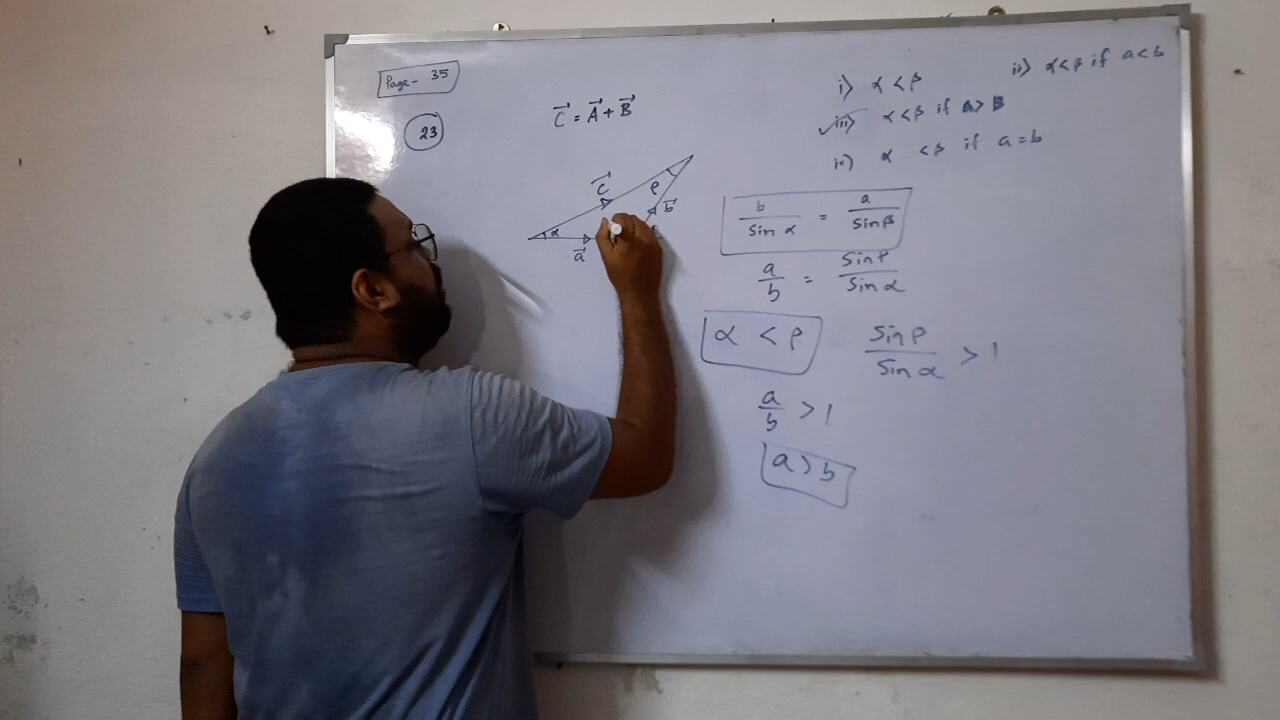 Page - 35
23
C⃗ = A⃗ + B⃗
i) α < β
ii) α < β if a < b
iii) α < β if A > B
iv) α < β if a = b
C⃗
β
b⃗
α
a⃗
b / sin α = a / sin β
a / b = sin β / sin α
α < β
sin β / sin α > 1
a / b > 1
a > b